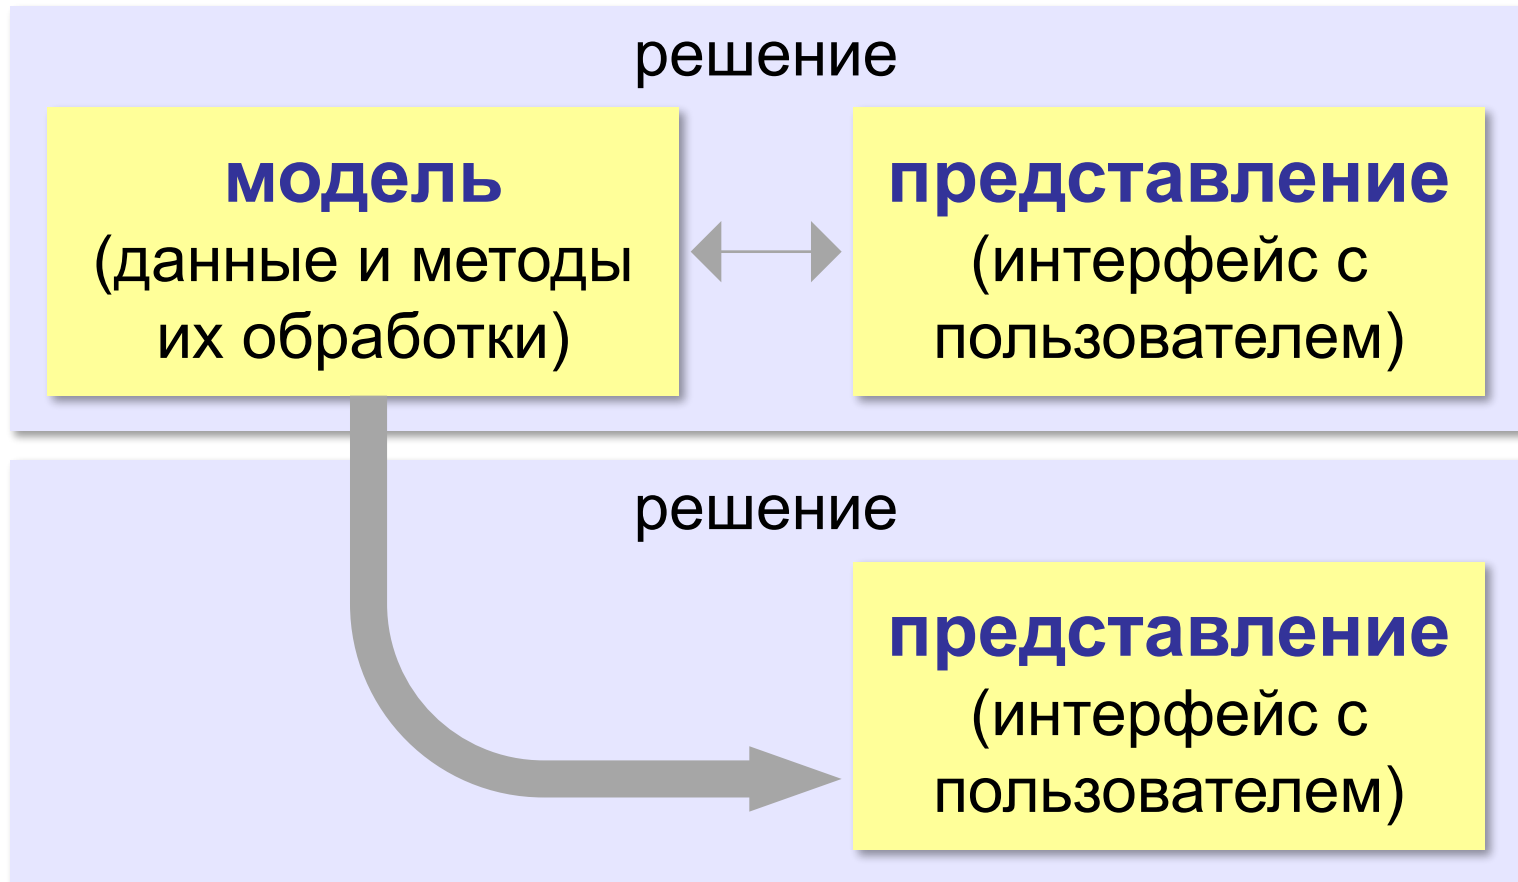 решение
модель
(данные и методы
их обработки)
представление
(интерфейс с
пользователем)
решение
представление
(интерфейс с
пользователем)